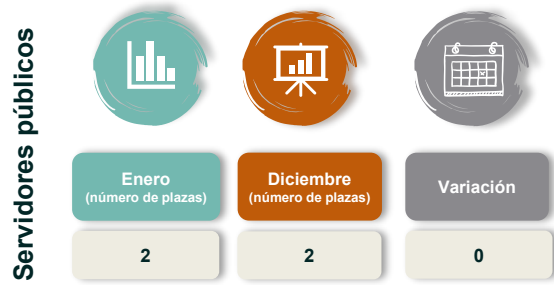 Servidores públicos
Enero
(número de plazas)
Diciembre
(número de plazas)
Variación
2
2
0